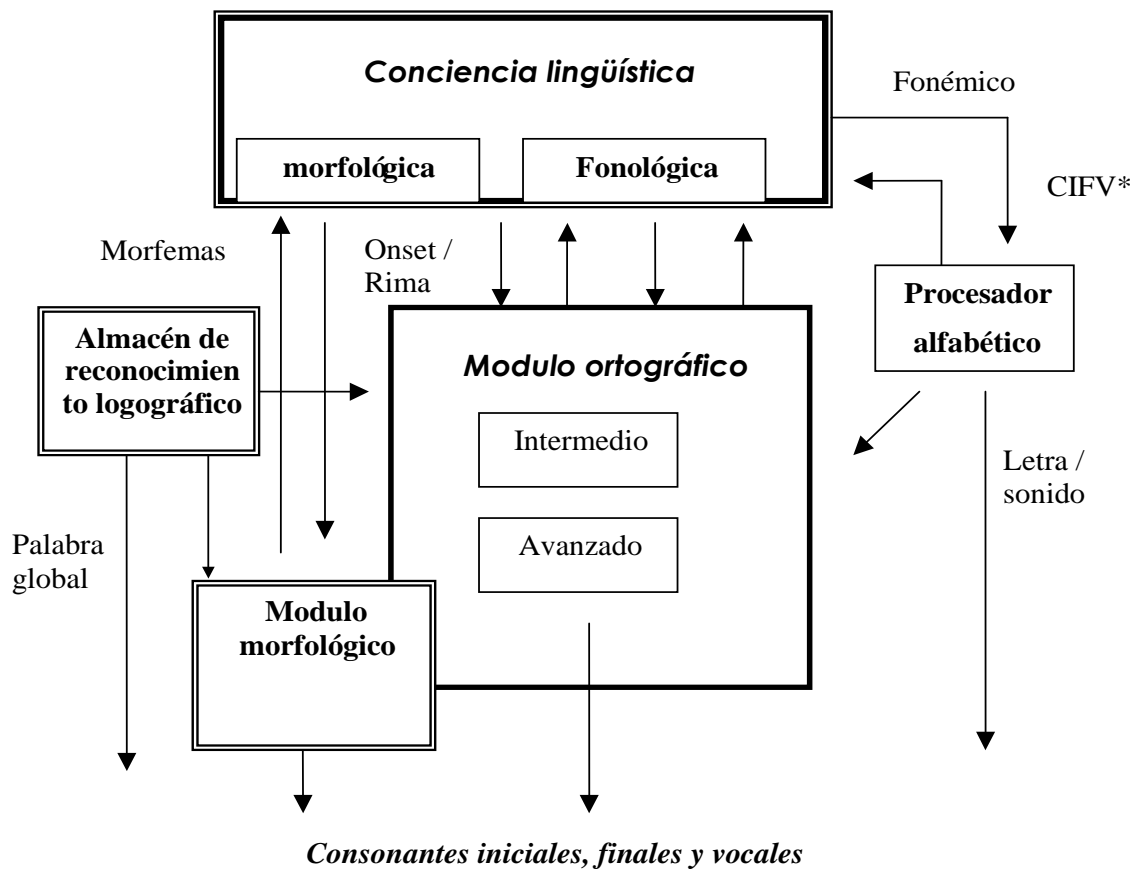 Conciencia lingüística
Fonémico
morfológica
Fonológica
CIFV*
Morfemas
Onset /
Rima
Procesador
alfabético
Almacén de
reconocimien
to logográfico
Modulo ortográfico
Intermedio
Letra /
sonido
Avanzado
Palabra
global
Modulo
morfológico
Consonantes iniciales, finales y vocales